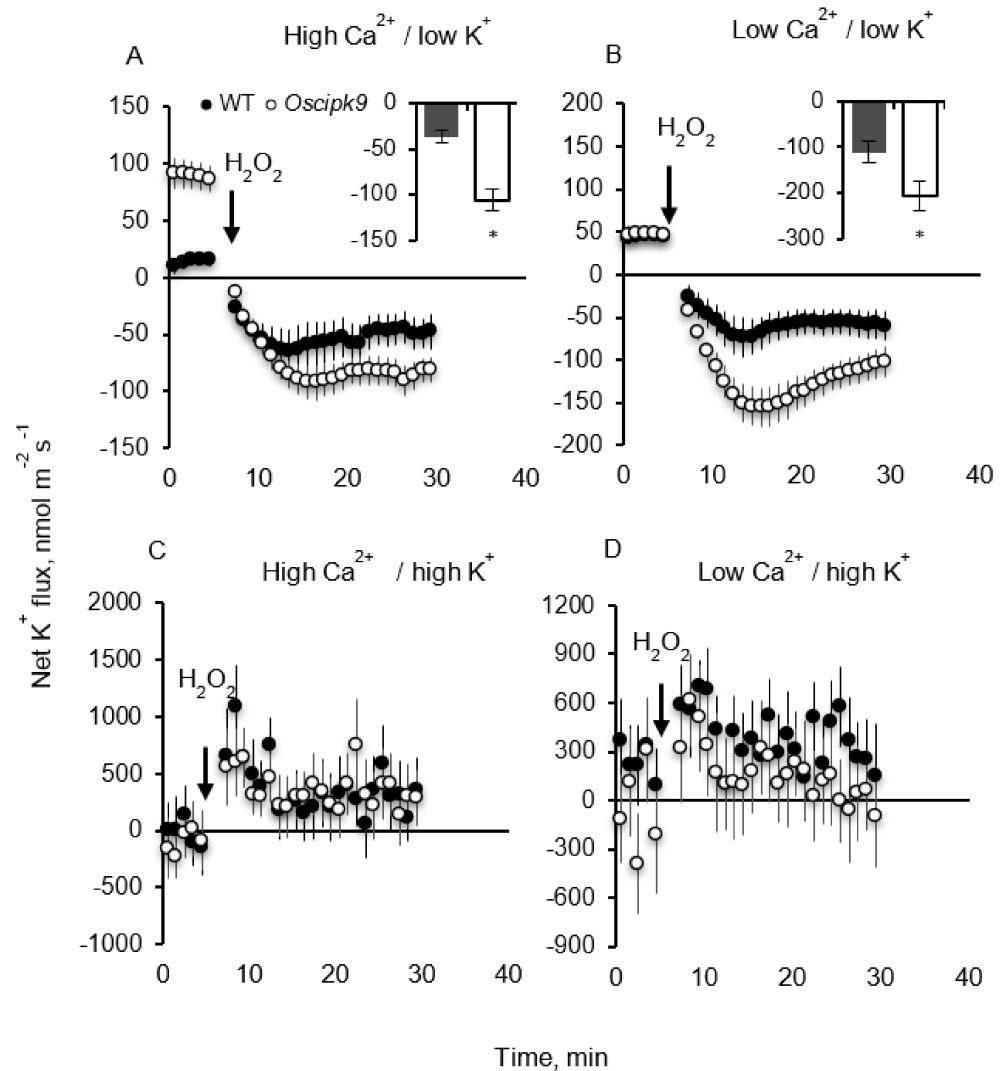 High Ca²⁺ / low K⁺
Low Ca²⁺ / low K⁺
A
B
WT Oscipk9
150
100
50
0
-50
-100
-150
H₂O₂
0
-50
-100
-150
*
0 10 20 30 40
200
150
100
50
0
-50
-100
-150
-200
H₂O₂
0
-100
-200
-300
*
0 10 20 30 40
Net K⁺ flux, nmol m⁻² s⁻¹
C
D
High Ca²⁺ / high K⁺
Low Ca²⁺ / high K⁺
2000
1500
1000
500
0
-500
-1000
H₂O₂
0 10 20 30 40
1200
900
600
300
0
-300
-600
-900
H₂O₂
0 10 20 30 40
Time, min